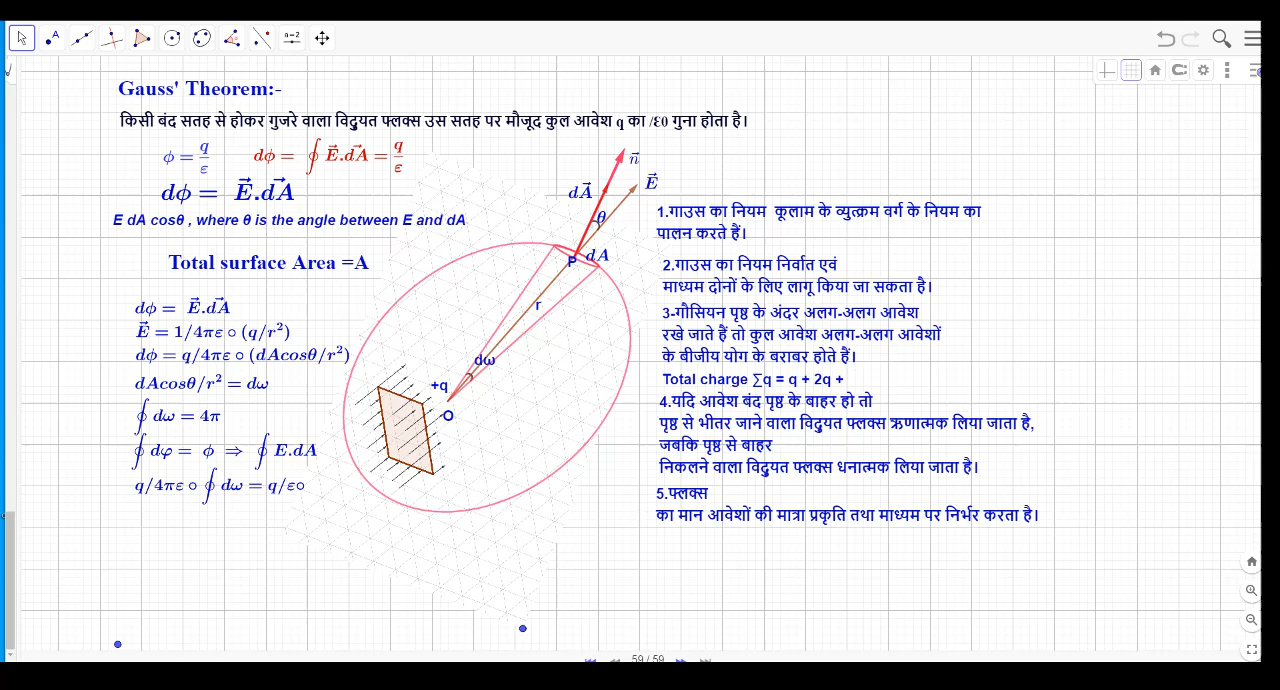 Gauss' Theorem:-
किसी बंद सतह से होकर गुजरे वाला विद्युयत फ्लक्स उस सतह पर मौजूद कुल आवेश q का /ε0 गुना होता है।
ϕ = q/ε dϕ = ∮ E⃗.dA⃗ = q/ε
dϕ = E⃗.dA⃗
E dA cosθ , where θ is the angle between E and dA
Total surface Area =A
dϕ = E⃗.dA⃗
E⃗ = 1/4πε∘(q/r²)
dϕ = q/4πε∘(dAcosθ/r²)
dAcosθ/r² = dω
∮ dω = 4π
∮ dφ = ϕ ⇒ ∮ E.dA
q/4πε∘ ∮ dω = q/ε∘
n⃗
dA⃗
E⃗
θ
dA
P
r
dω
+q
O
1.गाउस का नियम कूलाम के व्युत्क्रम वर्ग के नियम का
पालन करते हैं।
2.गाउस का नियम निर्वात एवं
माध्यम दोनों के लिए लागू किया जा सकता है।
3-गौसियन पृष्ठ के अंदर अलग-अलग आवेश
रखे जाते हैं तो कुल आवेश अलग-अलग आवेशों
के बीजीय योग के बराबर होते हैं।
Total charge ∑q = q + 2q +
4.यदि आवेश बंद पृष्ठ के बाहर हो तो
पृष्ठ से भीतर जाने वाला विद्युयत फ्लक्स ऋणात्मक लिया जाता है,
जबकि पृष्ठ से बाहर
निकलने वाला विद्युयत फ्लक्स धनात्मक लिया जाता है।
5.फ्लक्स
का मान आवेशों की मात्रा प्रकृति तथा माध्यम पर निर्भर करता है।
59 / 59